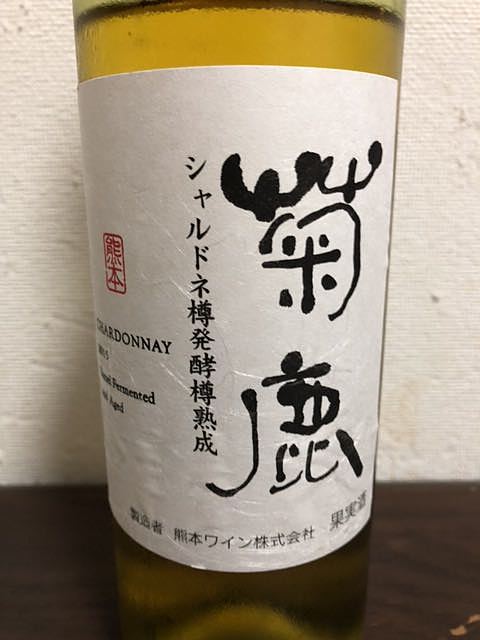 菊鹿
シャルドネ樽発酵樽熟成
熊本
CHARDONNAY
Fermented
Aged
製造者 熊本ワイン株式会社
果実酒